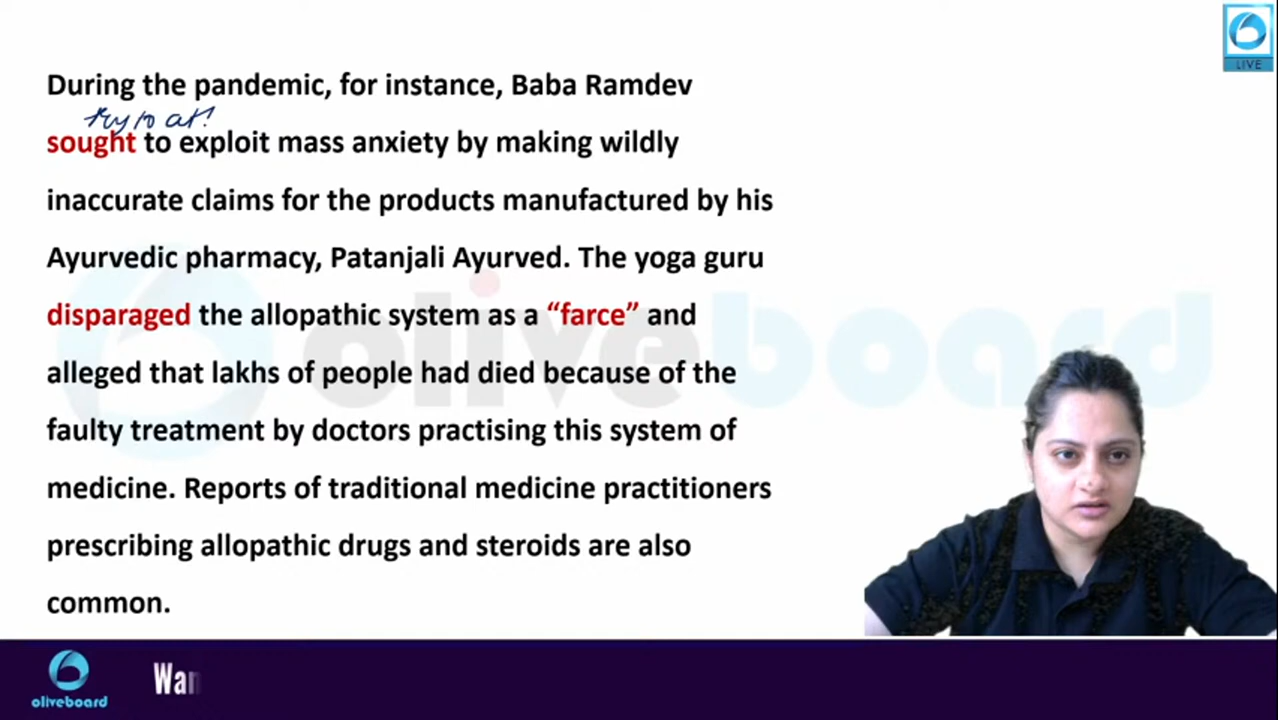 LIVE
During the pandemic, for instance, Baba Ramdev
try to at
sought to exploit mass anxiety by making wildly
inaccurate claims for the products manufactured by his
Ayurvedic pharmacy, Patanjali Ayurved. The yoga guru
disparaged the allopathic system as a “farce” and
alleged that lakhs of people had died because of the
faulty treatment by doctors practising this system of
medicine. Reports of traditional medicine practitioners
prescribing allopathic drugs and steroids are also
common.
oliveboard
oliveboard
Wan